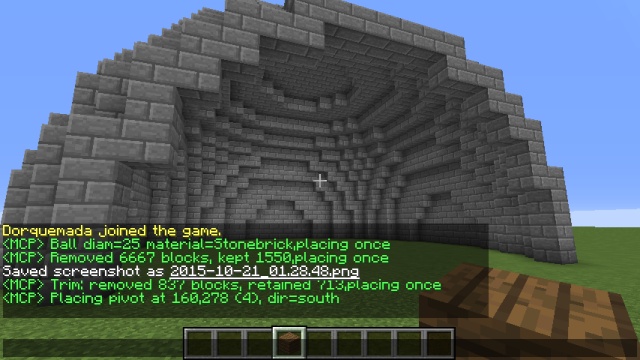 Dorquemada joined the game.
<MCP> Ball diam=25 material=Stonebrick,placing once
<MCP> Removed 6667 blocks, kept 1550,placing once
Saved screenshot as 2015-10-21_01.28.48.png
<MCP> Trim: removed 837 blocks, retained 713,placing once
<MCP> Placing pivot at 160,278 (4), dir=south